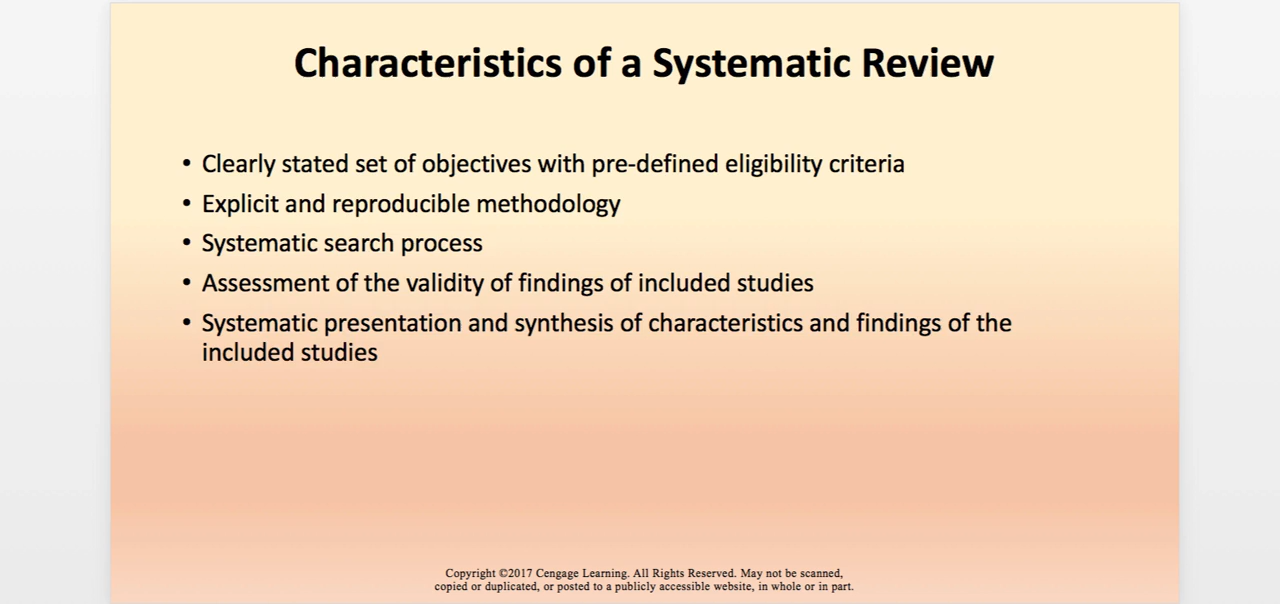 Characteristics of a Systematic Review
• Clearly stated set of objectives with pre-defined eligibility criteria
• Explicit and reproducible methodology
• Systematic search process
• Assessment of the validity of findings of included studies
• Systematic presentation and synthesis of characteristics and findings of the
included studies
Copyright ©2017 Cengage Learning. All Rights Reserved. May not be scanned,
copied or duplicated, or posted to a publicly accessible website, in whole or in part.